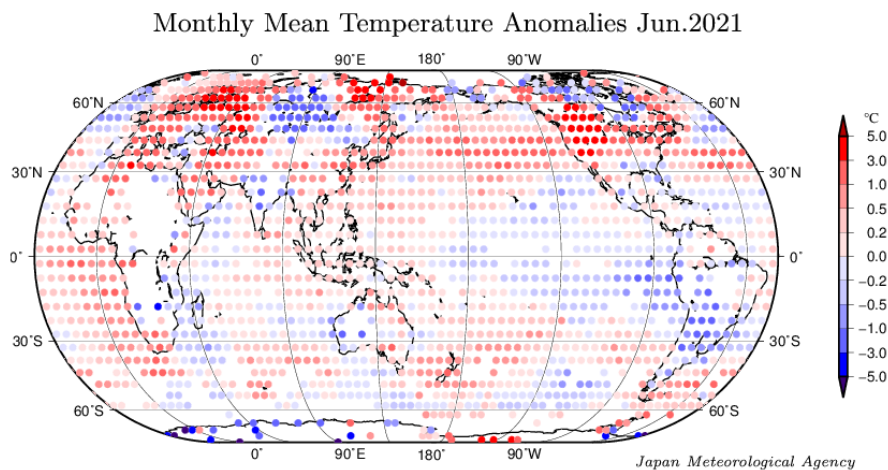 Monthly Mean Temperature Anomalies Jun.2021
0° 90°E 180° 90°W
60°N 60°N
30°N 30°N
0° 0°
30°S 30°S
60°S 60°S
0° 90°E 180° 90°W
°C
5.0
3.0
1.0
0.5
0.2
0.0
−0.2
−0.5
−1.0
−3.0
−5.0
Japan Meteorological Agency